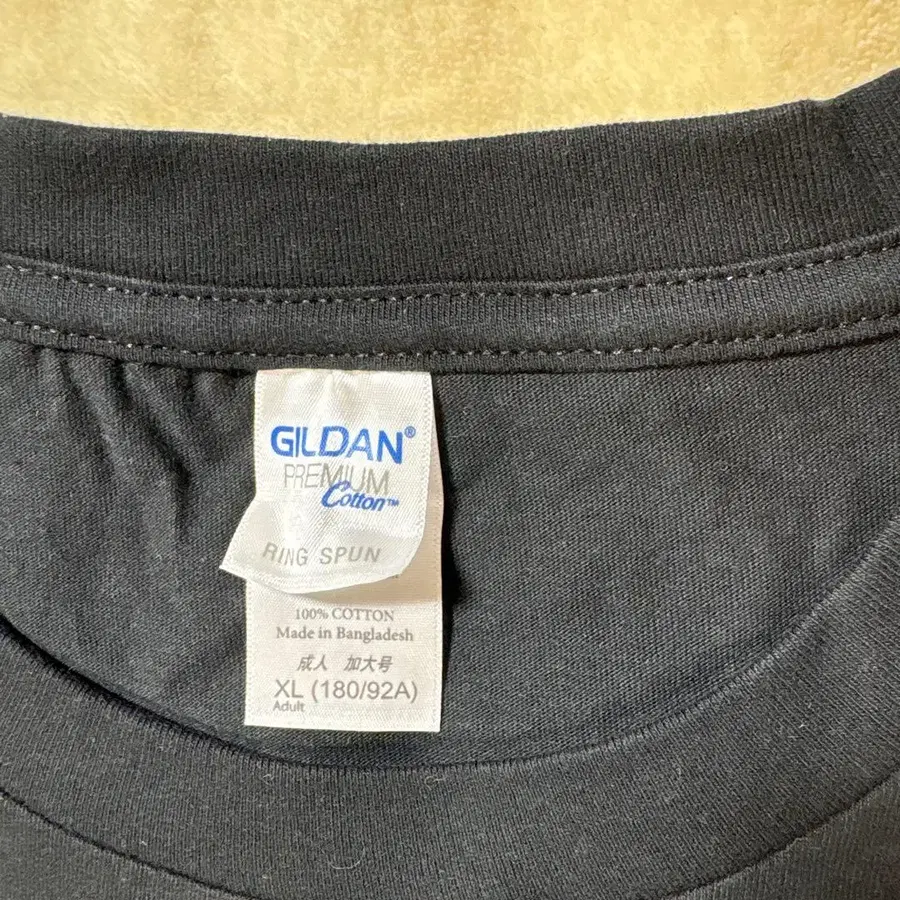 GILDAN®
PREMIUM
Cotton™
RING SPUN
100% COTTON
Made in Bangladesh
成人 加大号
XL (180/92A)
Adult